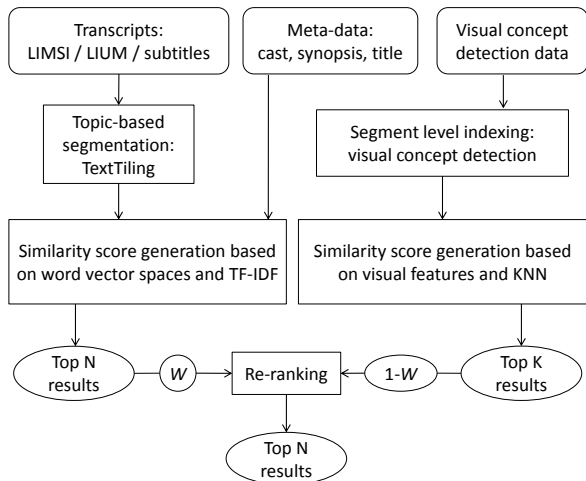 Transcripts:
LIMSI / LIUM / subtitles
Meta-data:
cast, synopsis, title
Visual concept
detection data
Topic-based
segmentation:
TextTiling
Segment level indexing:
visual concept detection
Similarity score generation based
on word vector spaces and TF-IDF
Similarity score generation based
on visual features and KNN
Top N
results
W
Re-ranking
1-W
Top K
results
Top N
results